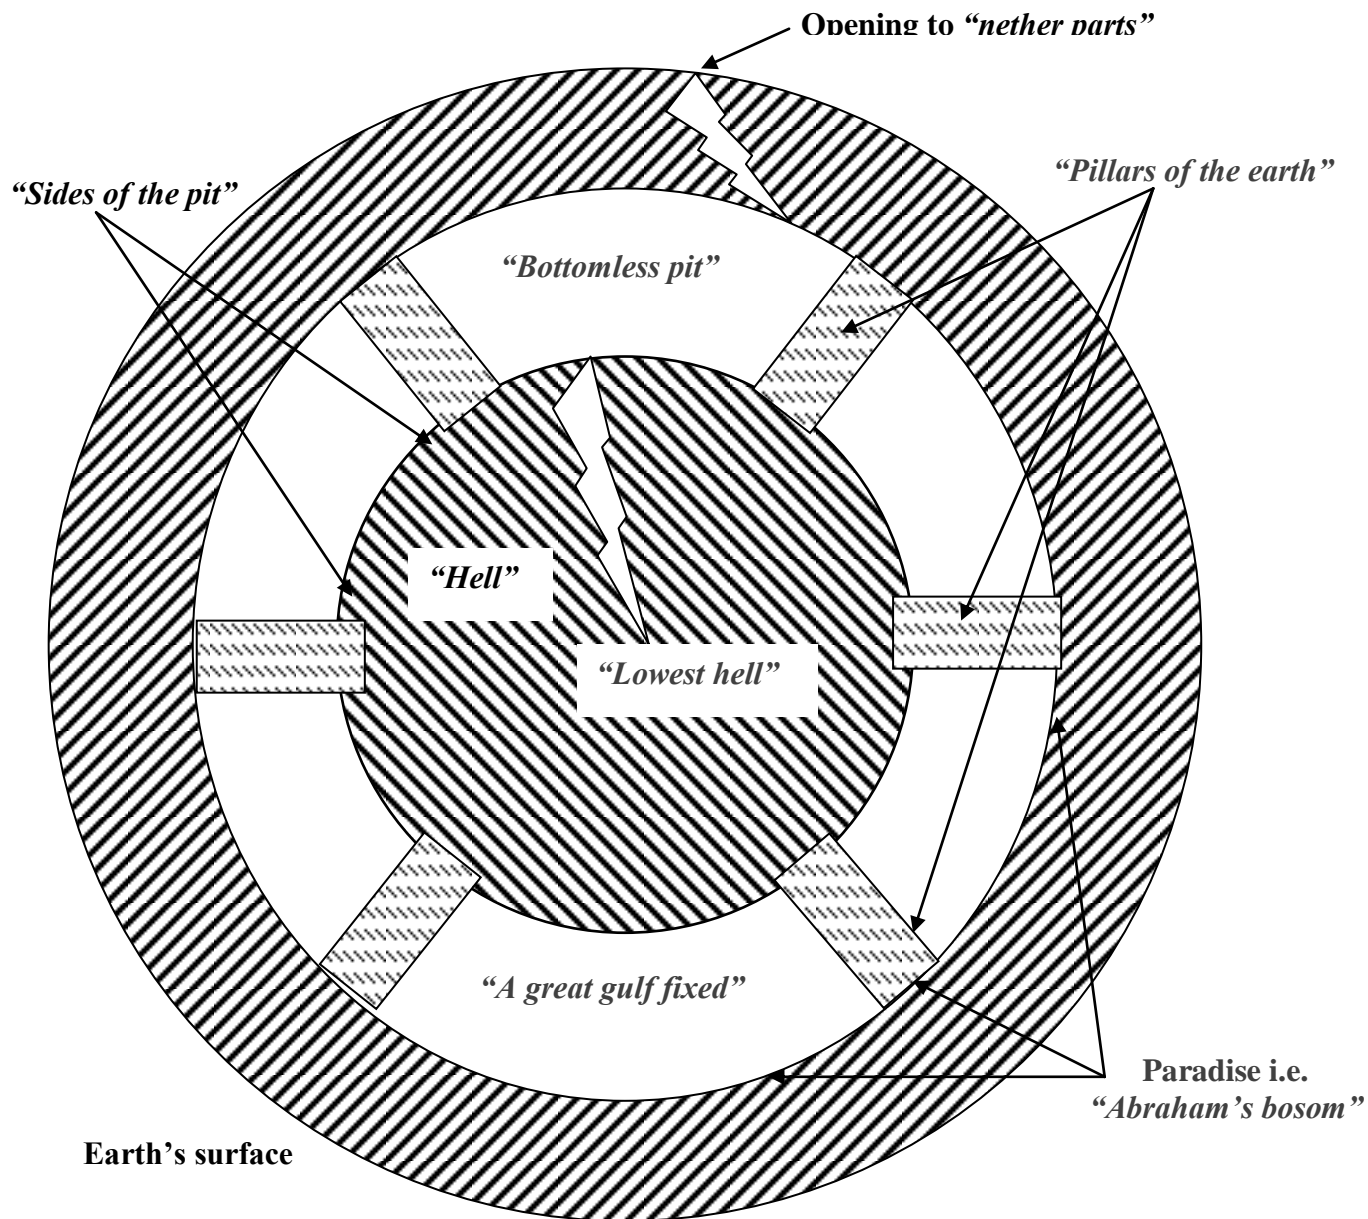 Opening to “nether parts”
“Pillars of the earth”
“Sides of the pit”
“Bottomless pit”
“Hell”
“Lowest hell”
“A great gulf fixed”
Paradise i.e.
“Abraham’s bosom”
Earth’s surface